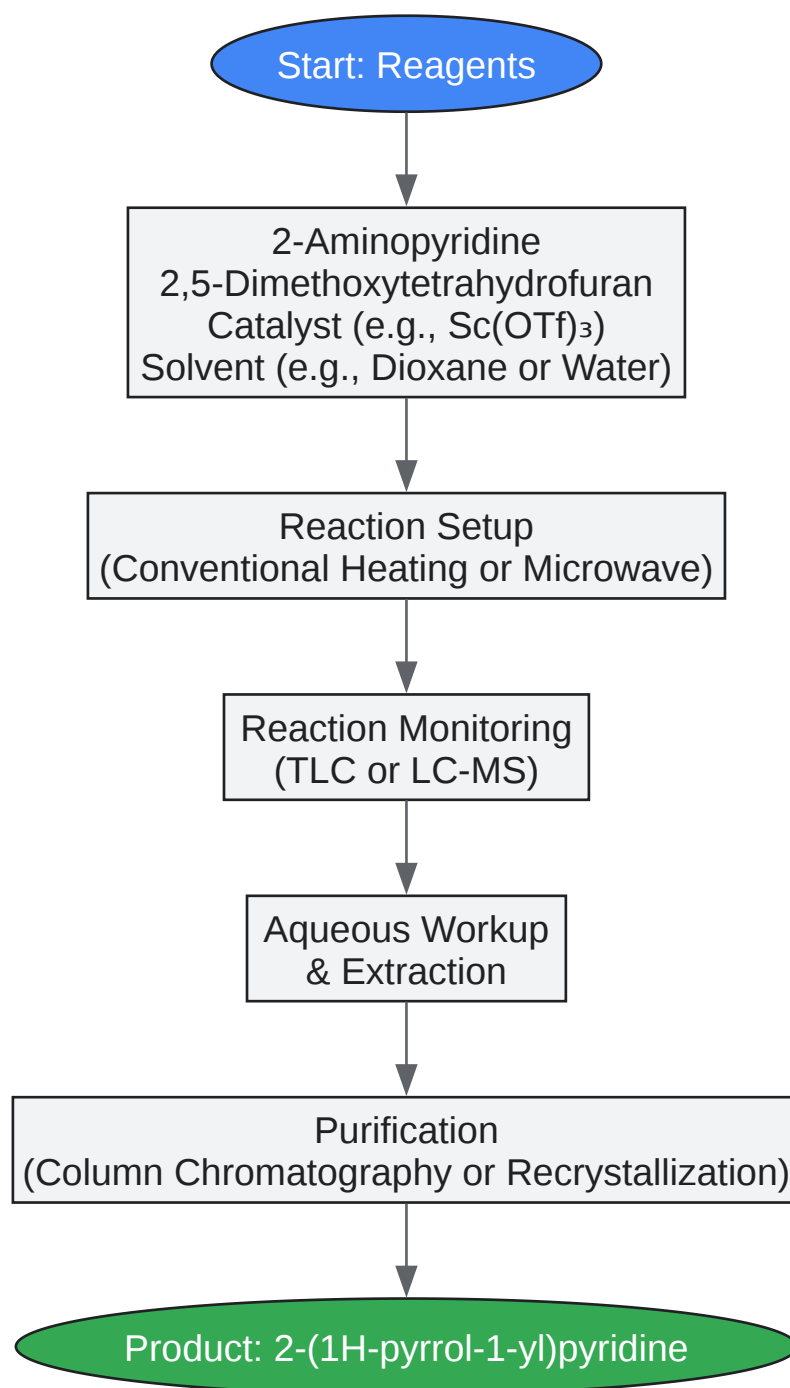 Start: Reagents
2-Aminopyridine
2,5-Dimethoxytetrahydrofuran
Catalyst (e.g., Sc(OTf)₃)
Solvent (e.g., Dioxane or Water)
Reaction Setup
(Conventional Heating or Microwave)
Reaction Monitoring
(TLC or LC-MS)
Aqueous Workup
& Extraction
Purification
(Column Chromatography or Recrystallization)
Product: 2-(1H-pyrrol-1-yl)pyridine